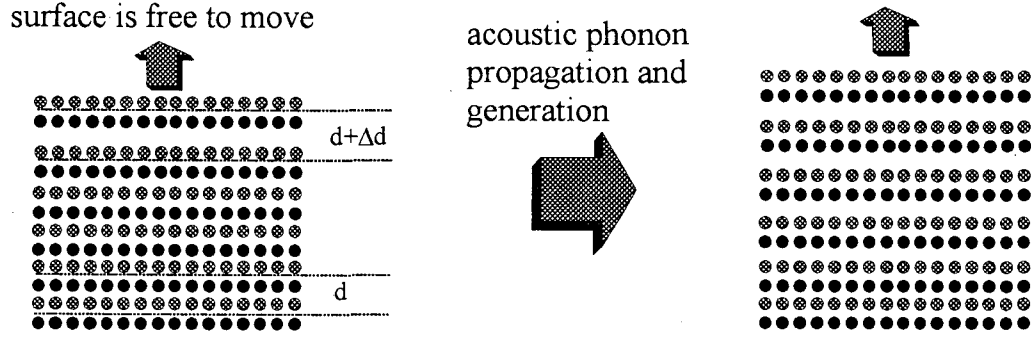 surface is free to move
acoustic phonon
propagation and
generation
d+Δd
d